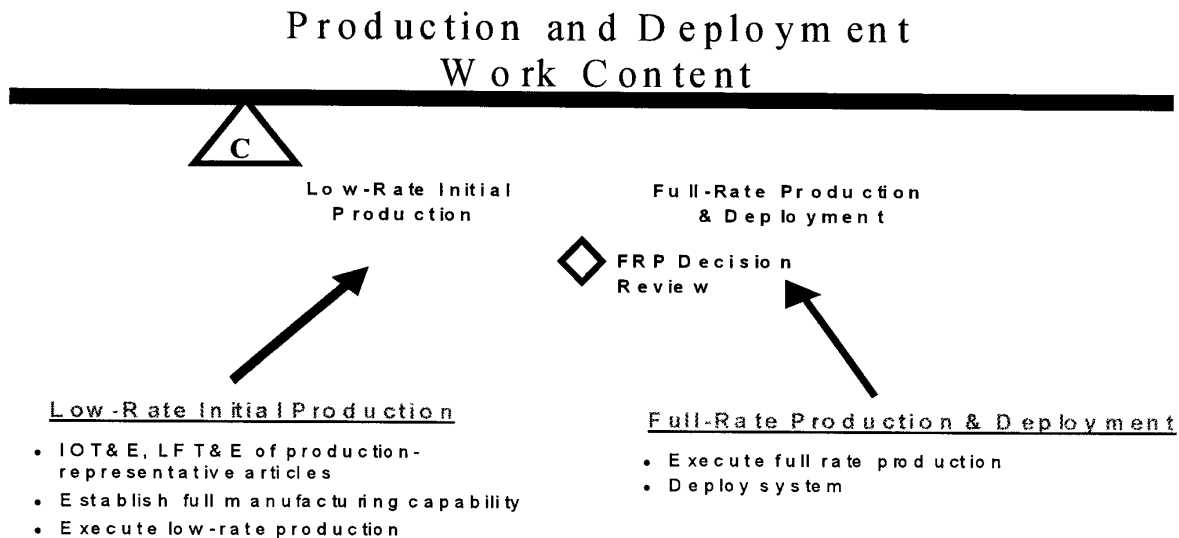 Production and Deployment
Work Content
C
Low-Rate Initial
Production
Full-Rate Production
& Deployment
FRP Decision
Review
Low-Rate Initial Production
• IOT&E, LFT&E of production-
representative articles
• Establish full manufacturing capability
• Execute low-rate production
Full-Rate Production & Deployment
• Execute full rate production
• Deploy system